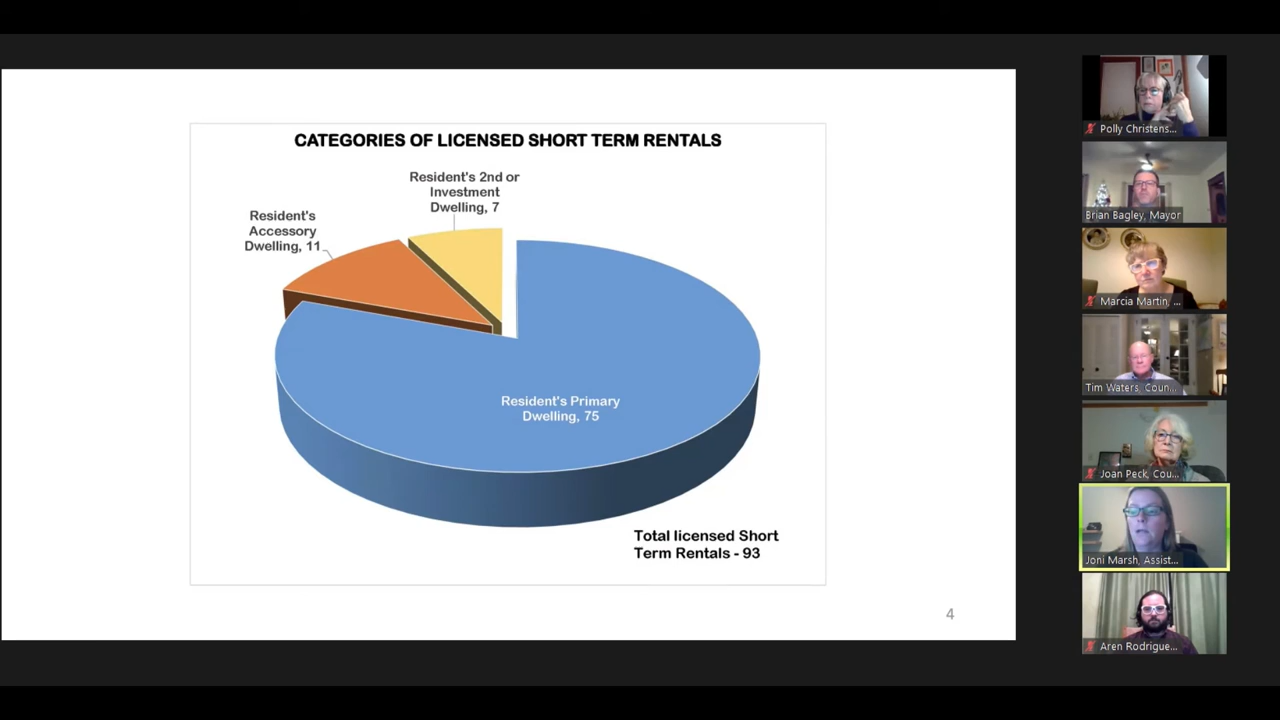 CATEGORIES OF LICENSED SHORT TERM RENTALS
Resident's 2nd or
Investment
Dwelling, 7
Resident's
Accessory
Dwelling, 11
Resident's Primary
Dwelling, 75
Total licensed Short
Term Rentals - 93
4
Polly Christens...
Brian Bagley, Mayor
Marcia Martin, ...
Tim Waters, Coun...
Joan Peck, Cou...
Joni Marsh, Assist...
Aren Rodrigue...